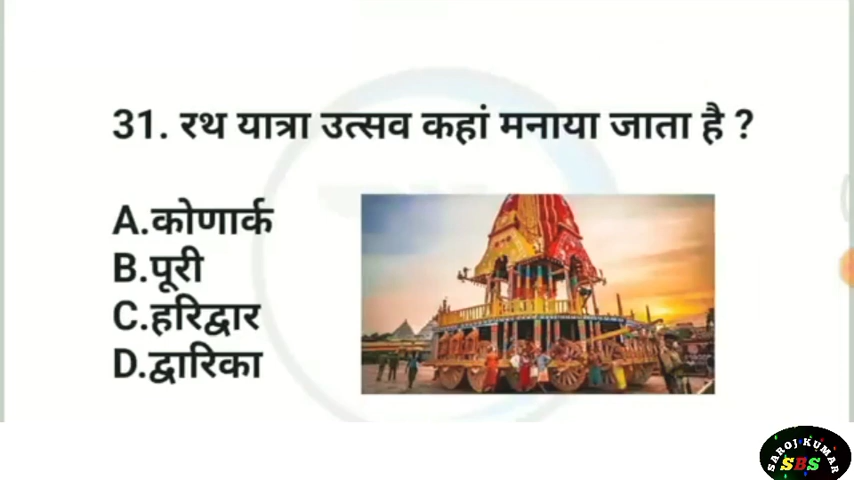 31. रथ यात्रा उत्सव कहां मनाया जाता है ?
A.कोणार्क
B.पूरी
C.हरिद्वार
D.द्वारिका
SAROJ KUMAR
SBS